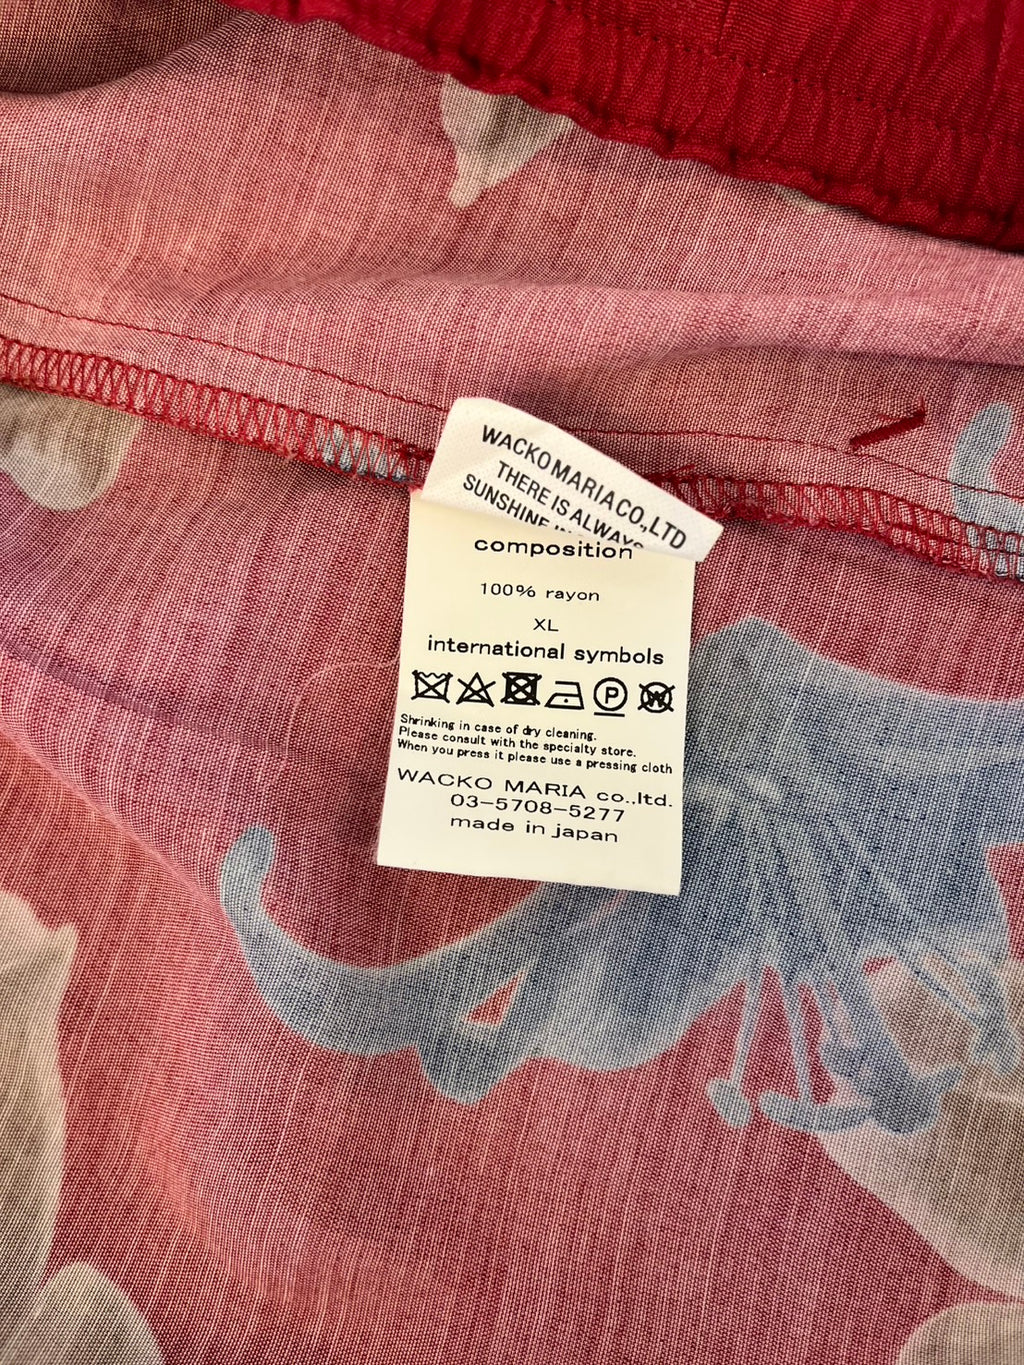 WACKO MARIA CO.,LTD
THERE IS ALWAYS
SUNSHINE
composition
100% rayon
XL
international symbols
P
W
Shrinking in case of dry cleaning.
Please consult with the specialty store.
When you press it please use a pressing cloth
WACKO MARIA co.,ltd.
03-5708-5277
made in japan